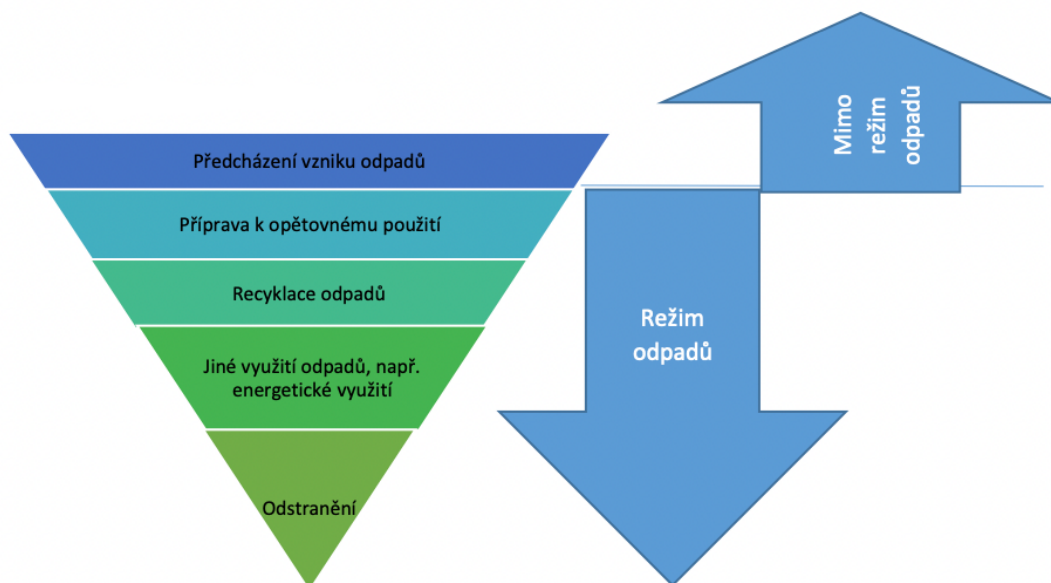 Předcházení vzniku odpadů
Příprava k opětovnému použití
Recyklace odpadů
Jiné využití odpadů, např.
energetické využití
Odstranění
Mimo
režim
odpadů
Režim
odpadů